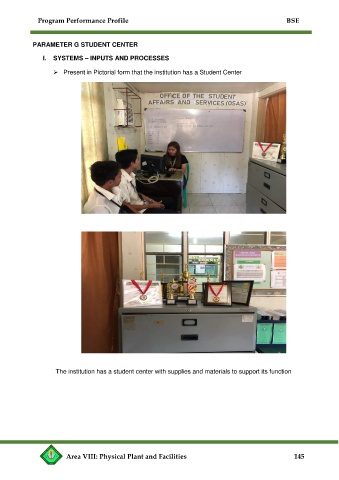 Program Performance Profile BSE
PARAMETER G STUDENT CENTER
I. SYSTEMS – INPUTS AND PROCESSES
➢ Present in Pictorial form that the institution has a Student Center
OFFICE OF THE STUDENT
AFFAIRS AND SERVICES (OSAS)
The institution has a student center with supplies and materials to support its function
Area VIII: Physical Plant and Facilities 145